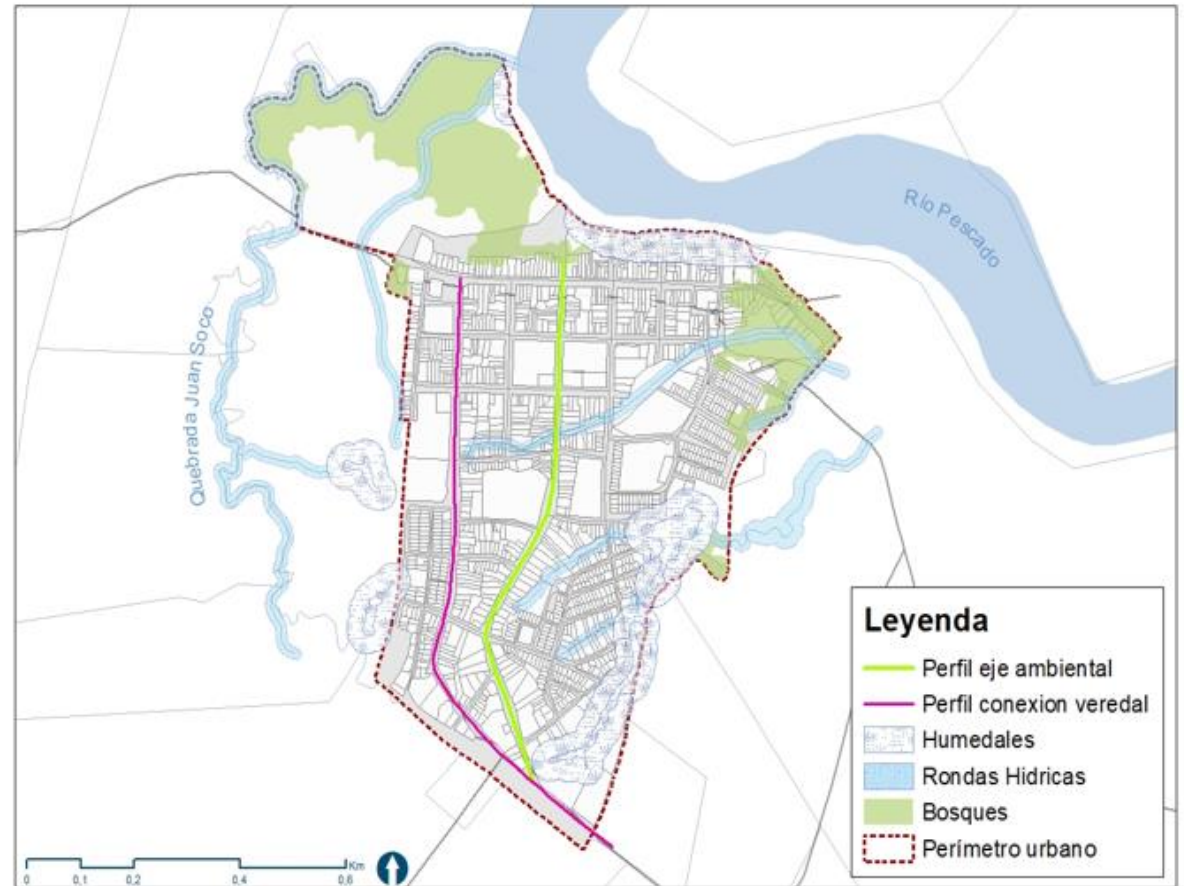 Río Pescado
Quebrada Juan Soco
Leyenda
Perfil eje ambiental
Perfil conexion veredal
Humedales
Rondas Hidricas
Bosques
Perímetro urbano
Km
0 0,1 0,2 0,4 0,6